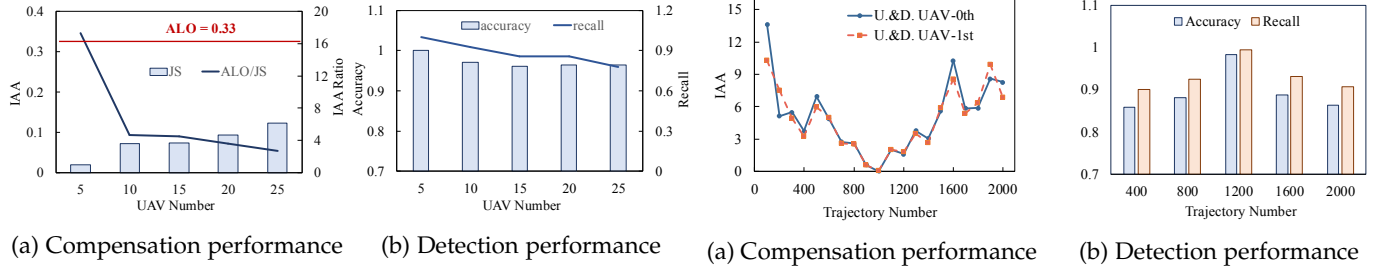 ALO = 0.33
JS
ALO/JS
IAA
IAA Ratio
0.4
0.3
0.2
0.1
0
20
16
12
8
4
0
5 10 15 20 25
UAV Number
(a) Compensation performance
accuracy
recall
Accuracy
Recall
1.1
1
0.9
0.8
0.7
1.2
0.9
0.6
0.3
0
5 10 15 20 25
UAV Number
(b) Detection performance
U.&D. UAV-0th
U.&D. UAV-1st
IAA
15
12
9
6
3
0
0 400 800 1200 1600 2000
Trajectory Number
(a) Compensation performance
Accuracy
Recall
1.1
1
0.9
0.8
0.7
400 800 1200 1600 2000
Trajectory Number
(b) Detection performance